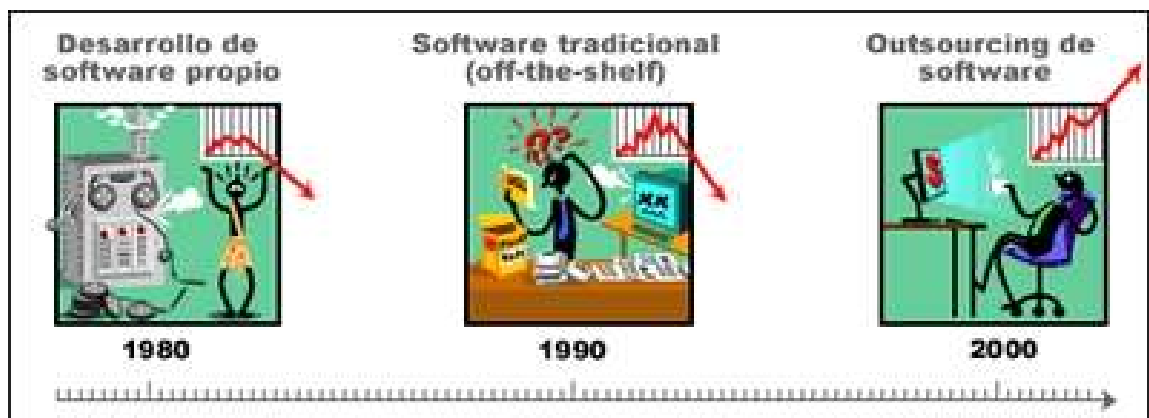 Desarrollo de
software propio
Software tradicional
(off-the-shelf)
Outsourcing de
software
??
$
1980
1990
2000